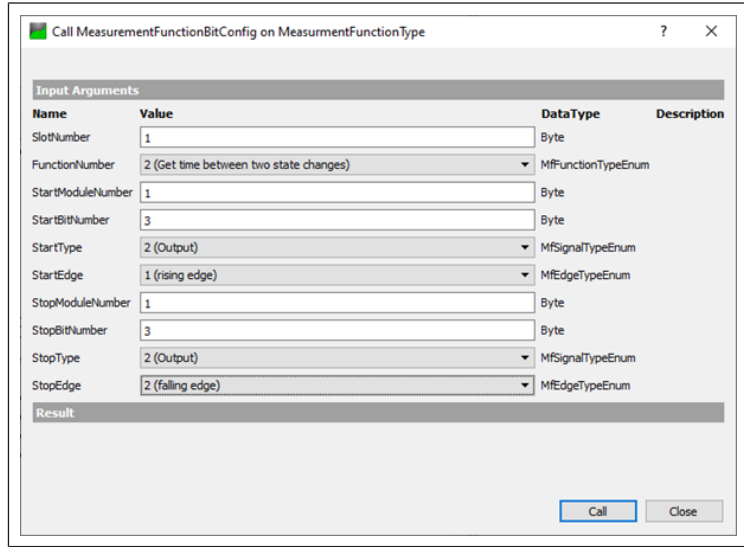 Call MeasurementFunctionBitConfig on MeasurmentFunctionType ? ×
Input Arguments
Name Value DataType Description
SlotNumber 1 Byte
FunctionNumber 2 (Get time between two state changes) MfFunctionTypeEnum
StartModuleNumber 1 Byte
StartBitNumber 3 Byte
StartType 2 (Output) MfSignalTypeEnum
StartEdge 1 (rising edge) MfEdgeTypeEnum
StopModuleNumber 1 Byte
StopBitNumber 3 Byte
StopType 2 (Output) MfSignalTypeEnum
StopEdge 2 (falling edge) MfEdgeTypeEnum
Result
Call Close